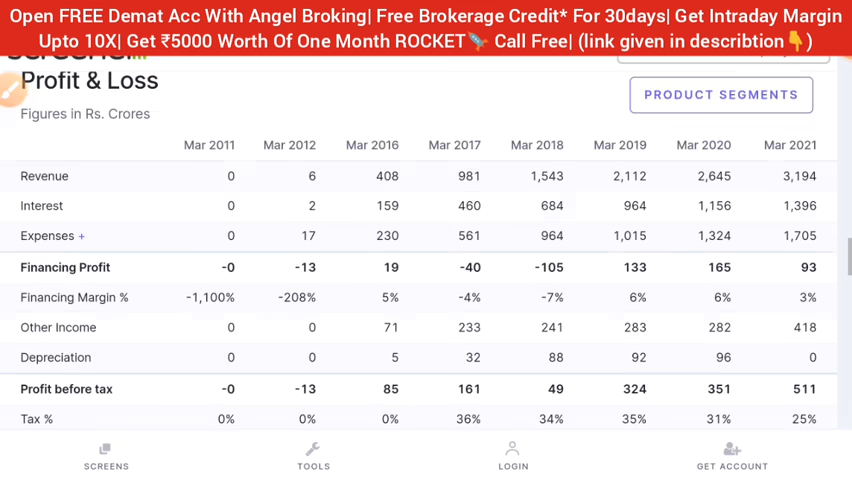 Open FREE Demat Acc With Angel Broking| Free Brokerage Credit* For 30days| Get Intraday Margin
Upto 10X| Get ₹5000 Worth Of One Month ROCKET🚀 Call Free| (link given in describtion👇)
Profit & Loss
PRODUCT SEGMENTS
Figures in Rs. Crores
Mar 2011 Mar 2012 Mar 2016 Mar 2017 Mar 2018 Mar 2019 Mar 2020 Mar 2021
Revenue 0 6 408 981 1,543 2,112 2,645 3,194
Interest 0 2 159 460 684 964 1,156 1,396
Expenses + 0 17 230 561 964 1,015 1,324 1,705
Financing Profit -0 -13 19 -40 -105 133 165 93
Financing Margin % -1,100% -208% 5% -4% -7% 6% 6% 3%
Other Income 0 0 71 233 241 283 282 418
Depreciation 0 0 5 32 88 92 96 0
Profit before tax -0 -13 85 161 49 324 351 511
Tax % 0% 0% 0% 36% 34% 35% 31% 25%
SCREENS TOOLS LOGIN GET ACCOUNT